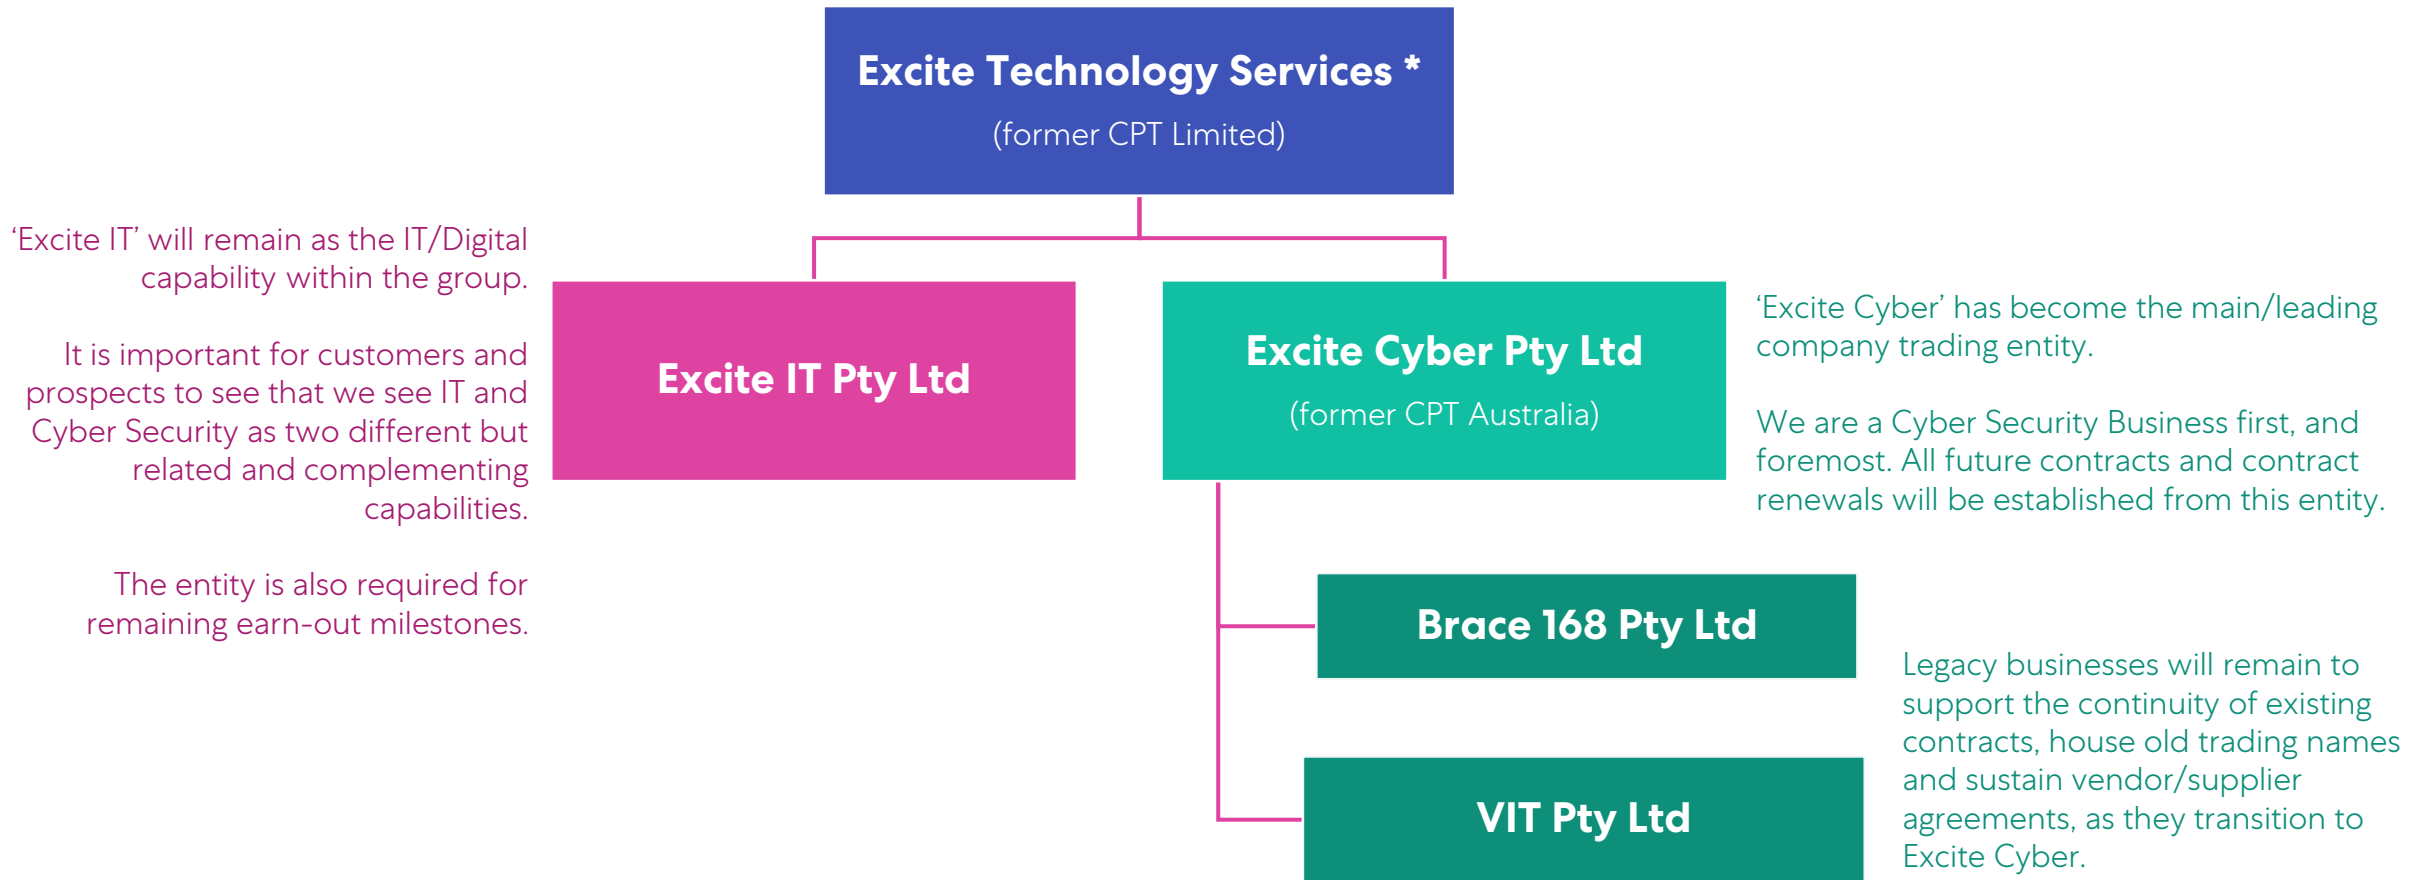 Excite Technology Services *
(former CPT Limited)
‘Excite IT’ will remain as the IT/Digital
capability within the group.
It is important for customers and
prospects to see that we see IT and
Cyber Security as two different but
related and complementing
capabilities.
The entity is also required for
remaining earn-out milestones.
Excite IT Pty Ltd
Excite Cyber Pty Ltd
(former CPT Australia)
‘Excite Cyber’ has become the main/leading
company trading entity.
We are a Cyber Security Business first, and
foremost. All future contracts and contract
renewals will be established from this entity.
Brace 168 Pty Ltd
VIT Pty Ltd
Legacy businesses will remain to
support the continuity of existing
contracts, house old trading names
and sustain vendor/supplier
agreements, as they transition to
Excite Cyber.